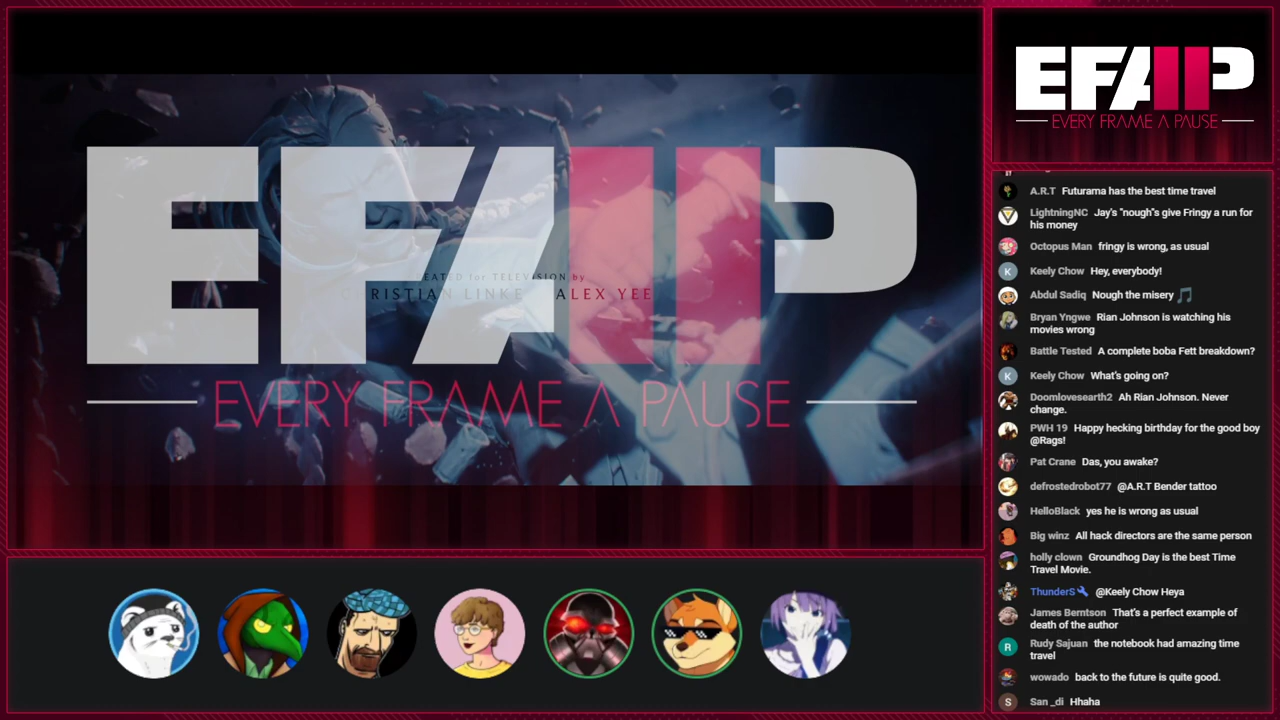 EFAP
EVERY FRAME A PAUSE
EATED for TELEVISION by
RISTIAN LINKE ALEX YEE
EFAP
EVERY FRAME A PAUSE
A.R.T Futurama has the best time travel
LightningNC Jay's "nough"s give Fringy a run for
his money
Octopus Man fringy is wrong, as usual
K Keely Chow Hey, everybody!
Abdul Sadiq Nough the misery 🎵
Bryan Yngwe Rian Johnson is watching his
movies wrong
Battle Tested A complete boba Fett breakdown?
K Keely Chow What's going on?
Doomlovesearth2 Ah Rian Johnson. Never
change.
PWH 19 Happy hecking birthday for the good boy
@Rags!
Pat Crane Das, you awake?
defrostedrobot77 @A.R.T Bender tattoo
HelloBlack yes he is wrong as usual
Big winz All hack directors are the same person
holly clown Groundhog Day is the best Time
Travel Movie.
ThunderS @Keely Chow Heya
James Berntson That's a perfect example of
death of the author
R Rudy Sajuan the notebook had amazing time
travel
wowado back to the future is quite good.
S San _di Hhaha